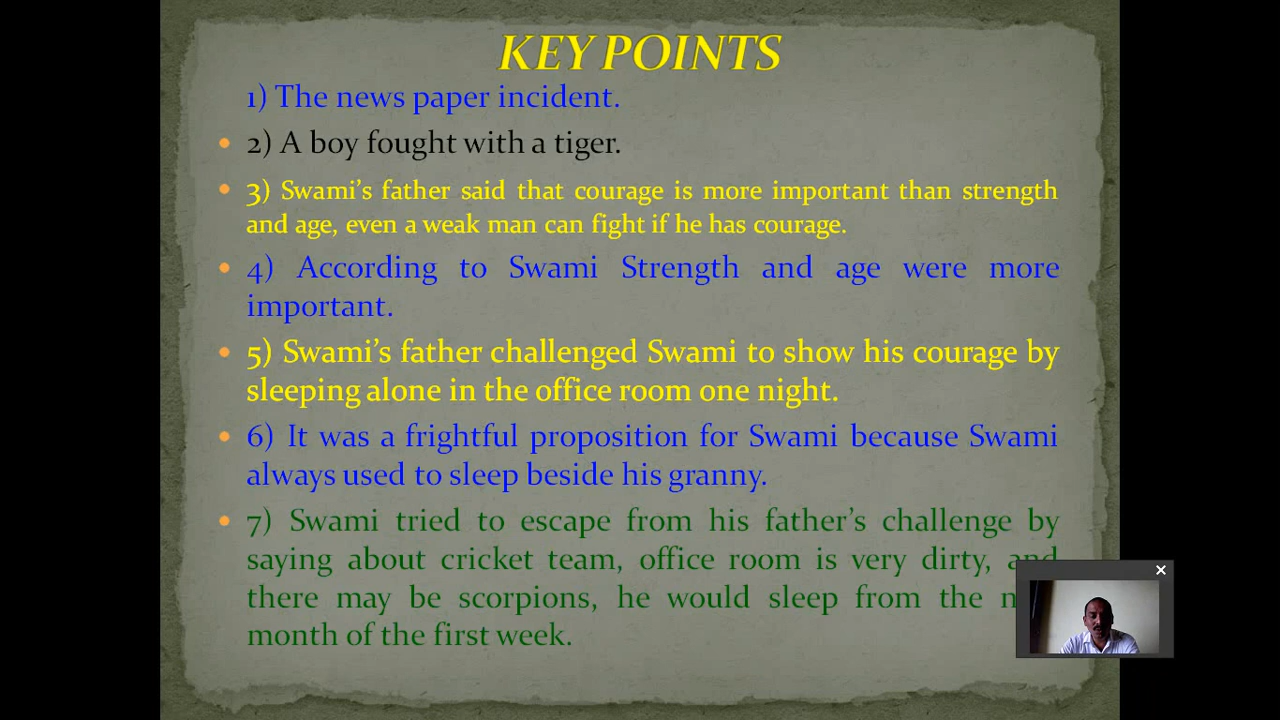 KEY POINTS
1) The news paper incident.
2) A boy fought with a tiger.
3) Swami's father said that courage is more important than strength
and age, even a weak man can fight if he has courage.
4) According to Swami Strength and age were more
important.
5) Swami's father challenged Swami to show his courage by
sleeping alone in the office room one night.
6) It was a frightful proposition for Swami because Swami
always used to sleep beside his granny.
7) Swami tried to escape from his father's challenge by
saying about cricket team, office room is very dirty, and
there may be scorpions, he would sleep from the
month of the first week.